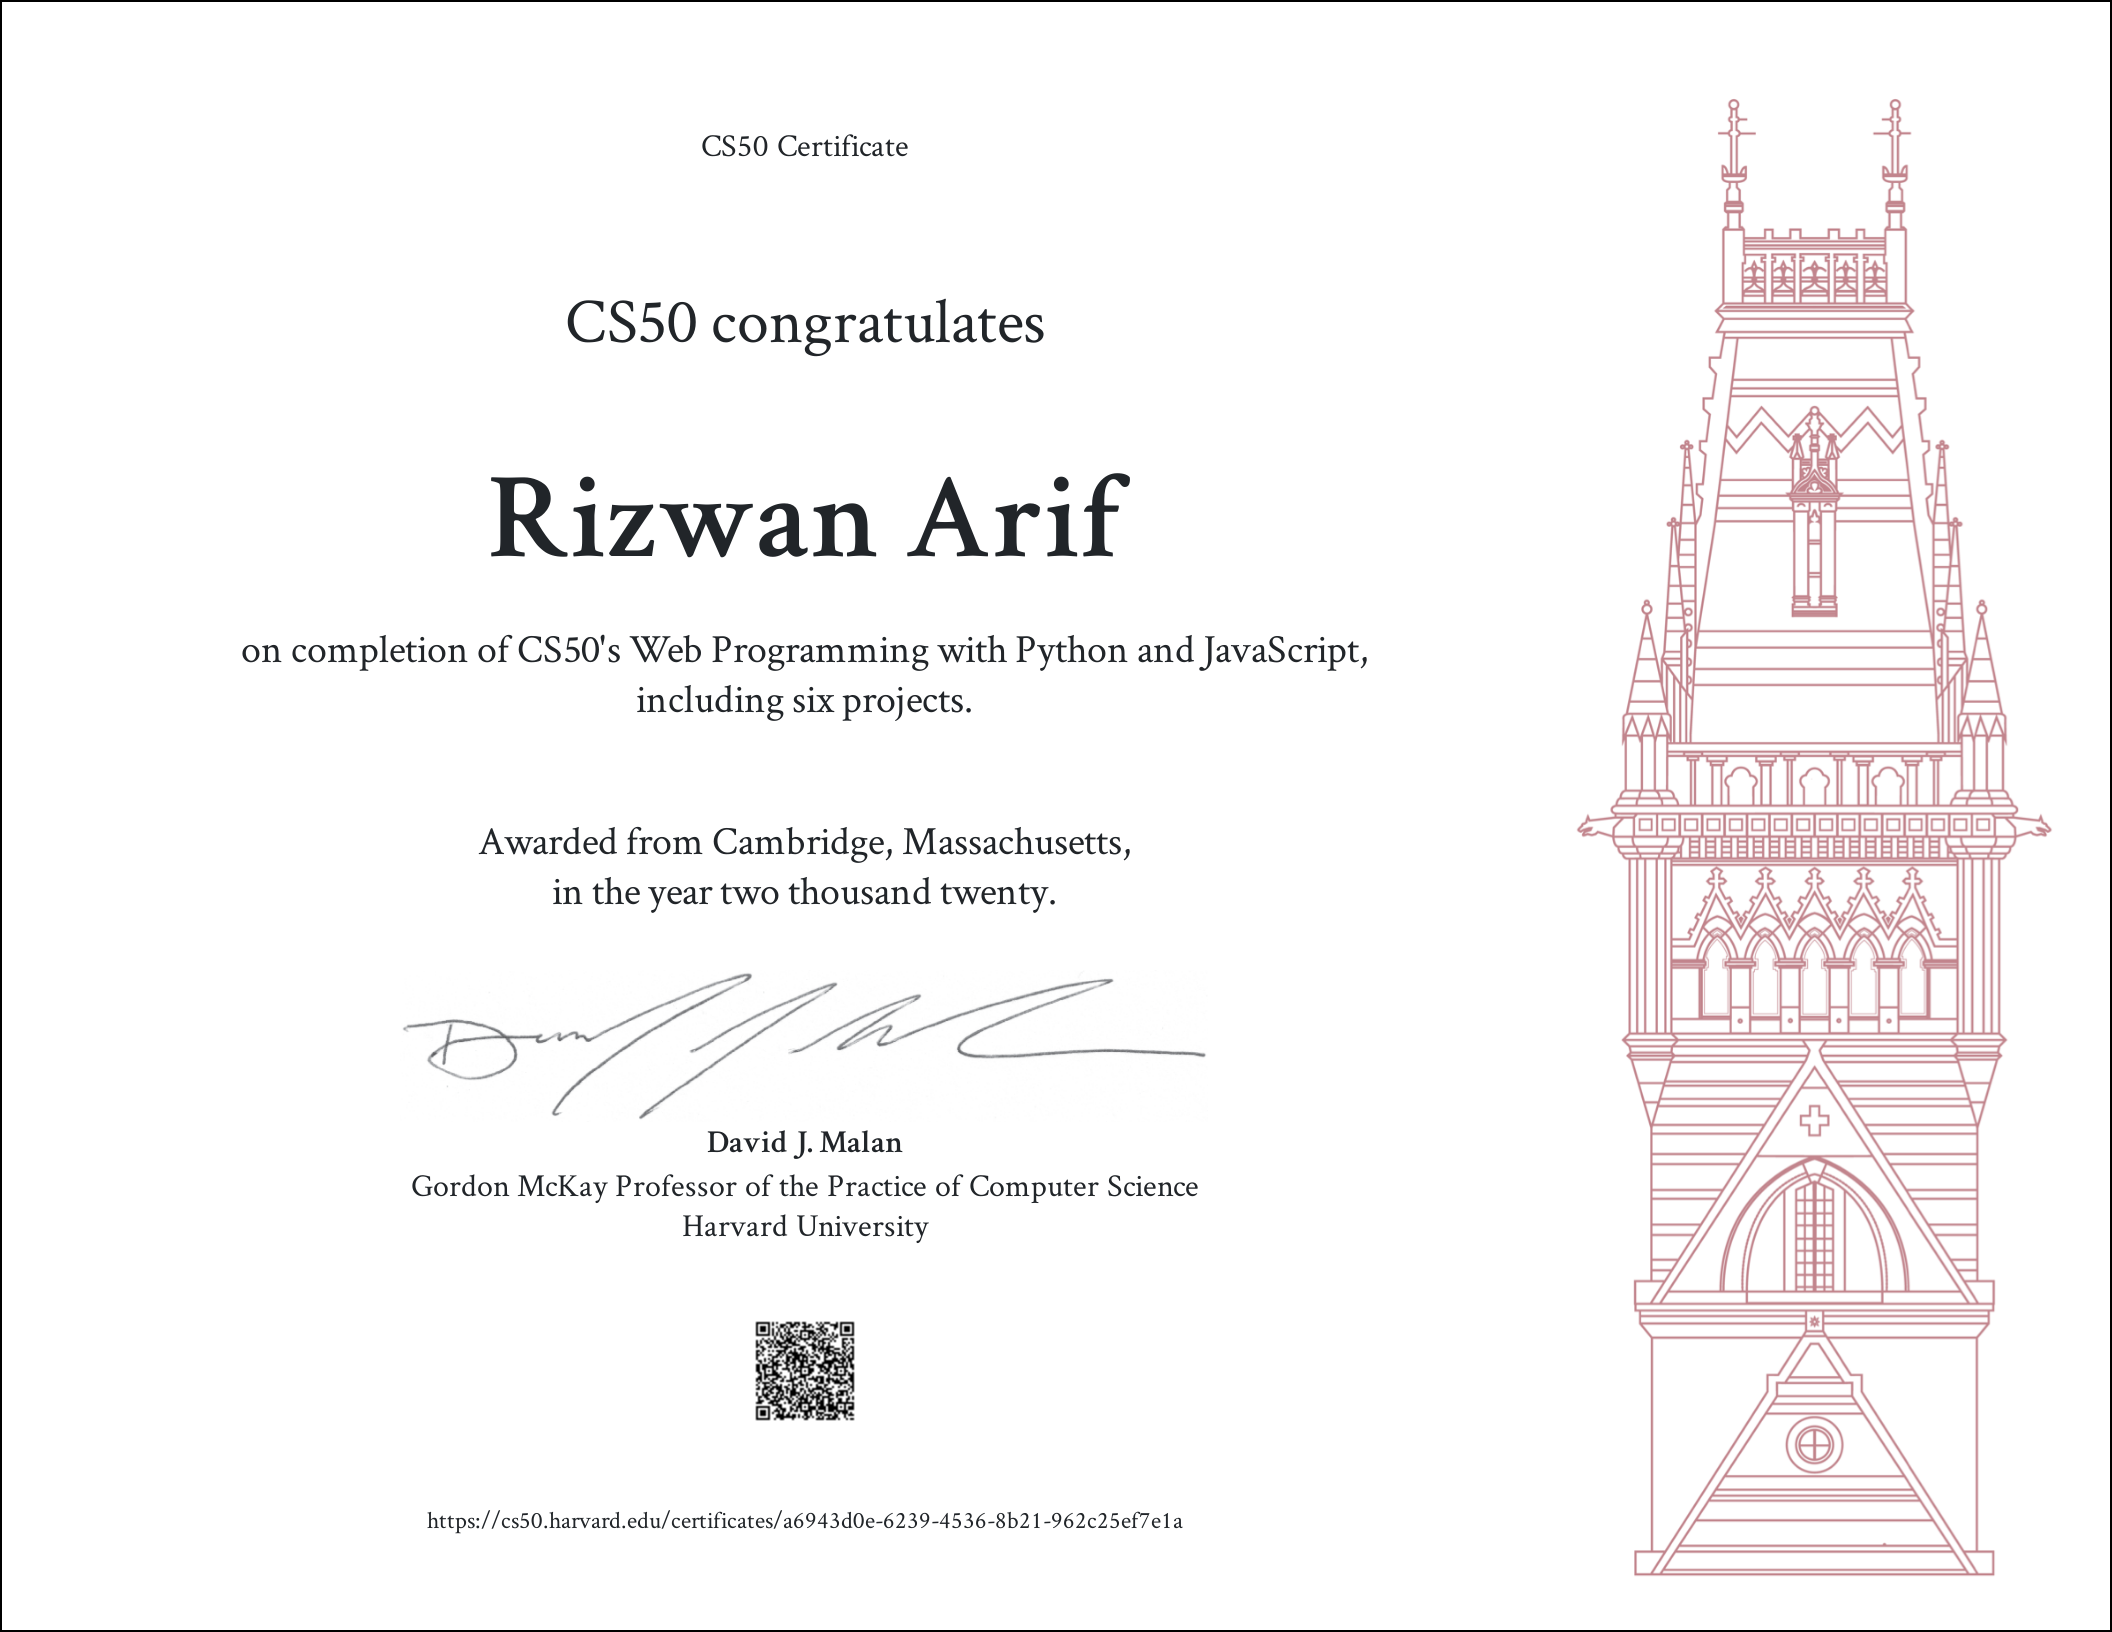 CS50 Certificate
CS50 congratulates
Rizwan Arif
on completion of CS50's Web Programming with Python and JavaScript,
including six projects.
Awarded from Cambridge, Massachusetts,
in the year two thousand twenty.
David J. Malan
Gordon McKay Professor of the Practice of Computer Science
Harvard University
https://cs50.harvard.edu/certificates/a6943d0e-6239-4536-8b21-962c25ef7e1a